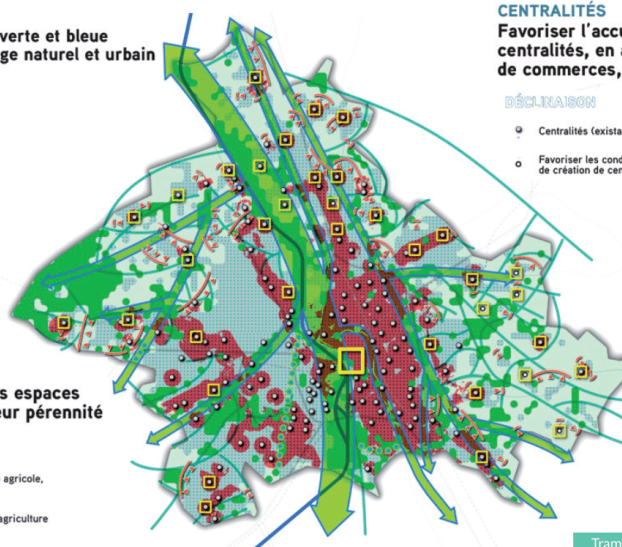 verte et bleue
ge naturel et urbain
CENTRALITÉS
Favoriser l'accu
centralités, en a
de commerces,
DÉCLINAISON
Centralités (exista
Favoriser les cond
de création de cen
s espaces
eur pérennité
agricole,
agriculture
Tram